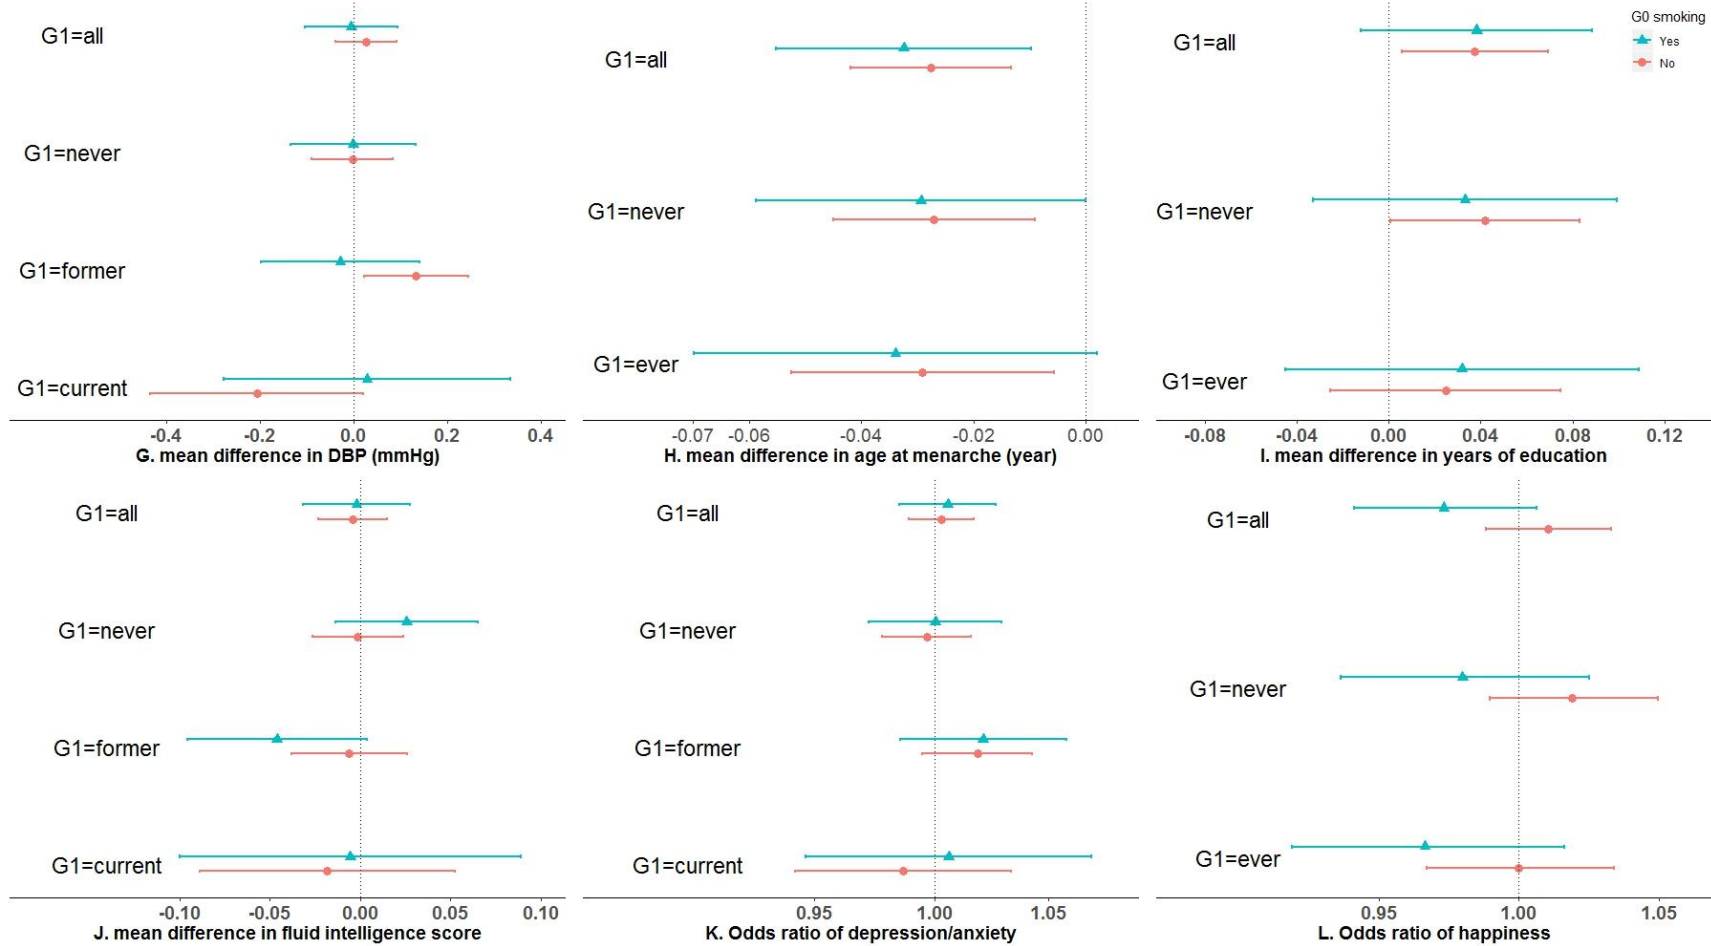 G0 smoking
Yes
No
G1=all
G1=never
G1=former
G1=current
-0.4 -0.2 0.0 0.2 0.4
G. mean difference in DBP (mmHg)
G1=all
G1=never
G1=ever
-0.07 -0.06 -0.04 -0.02 0.00
H. mean difference in age at menarche (year)
G1=all
G1=never
G1=ever
-0.08 -0.04 0.00 0.04 0.08 0.12
I. mean difference in years of education
G1=all
G1=never
G1=former
G1=current
-0.10 -0.05 0.00 0.05 0.10
J. mean difference in fluid intelligence score
G1=all
G1=never
G1=former
G1=current
0.95 1.00 1.05
K. Odds ratio of depression/anxiety
G1=all
G1=never
G1=ever
0.95 1.00 1.05
L. Odds ratio of happiness